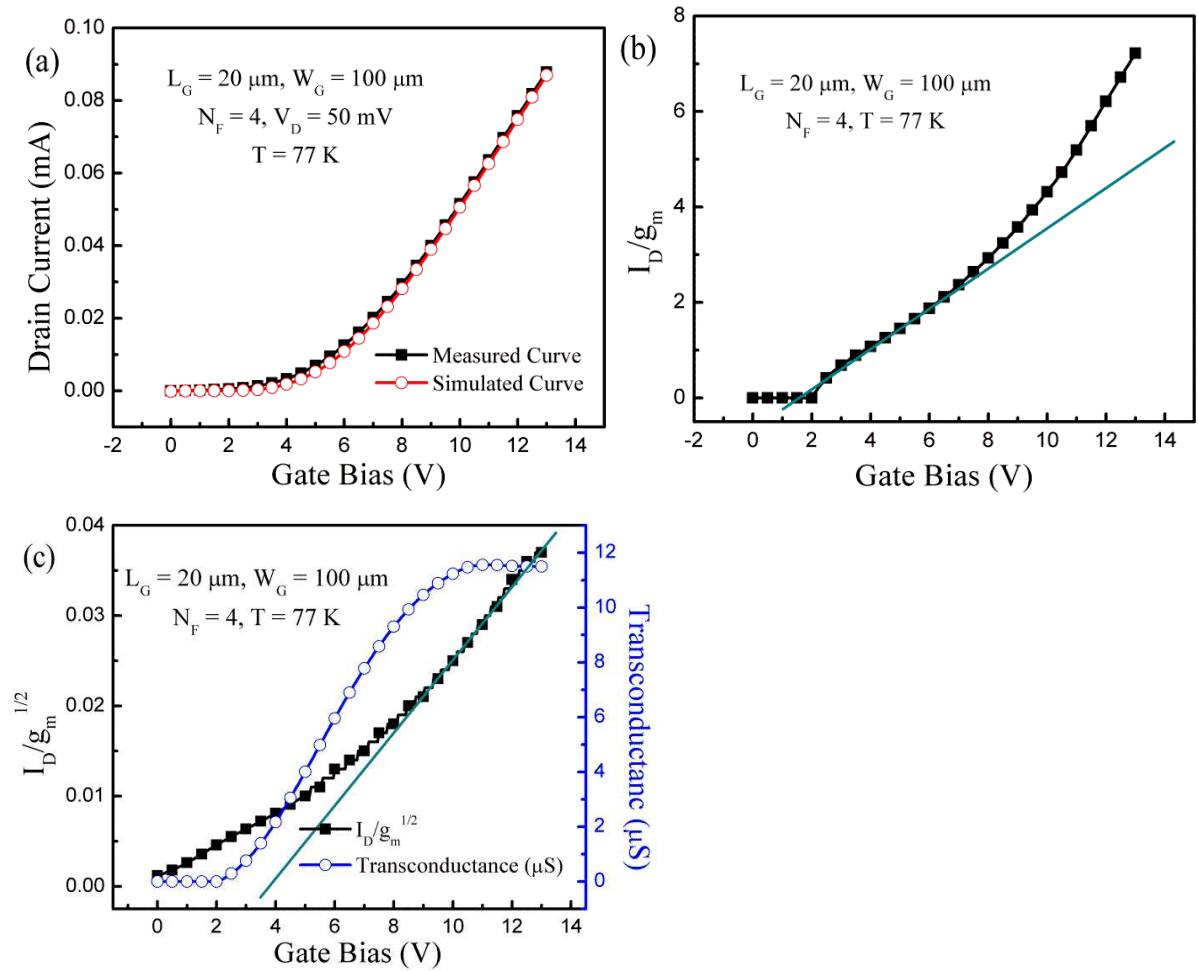 (a)
L_G = 20 μm, W_G = 100 μm
N_F = 4, V_D = 50 mV
T = 77 K
Drain Current (mA)
0.10
0.08
0.06
0.04
0.02
0.00
Measured Curve
Simulated Curve
-2 0 2 4 6 8 10 12 14
Gate Bias (V)
(b)
L_G = 20 μm, W_G = 100 μm
N_F = 4, T = 77 K
I_D/g_m
8
6
4
2
0
-2 0 2 4 6 8 10 12 14
Gate Bias (V)
(c)
L_G = 20 μm, W_G = 100 μm
N_F = 4, T = 77 K
I_D/g_m^1/2
0.04
0.03
0.02
0.01
0.00
I_D/g_m^1/2
Transconductance (μS)
0 2 4 6 8 10 12 14
Gate Bias (V)
12
10
8
6
4
2
0
Transconductanc (μS)